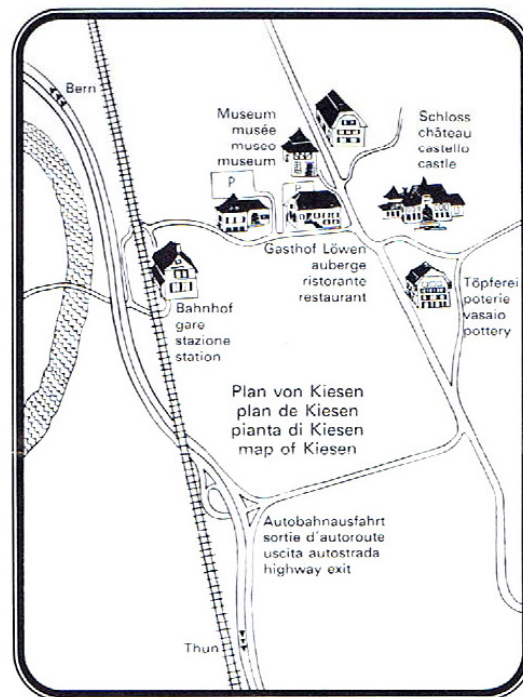 Bern
Museum
musée
museo
museum
Schloss
château
castello
castle
P
P
Gasthof Löwen
auberge
ristorante
restaurant
Bahnhof
gare
stazione
station
Töpferei
poterie
vasaio
pottery
Plan von Kiesen
plan de Kiesen
pianta di Kiesen
map of Kiesen
Autobahnausfahrt
sortie d'autoroute
uscita autostrada
highway exit
Thun